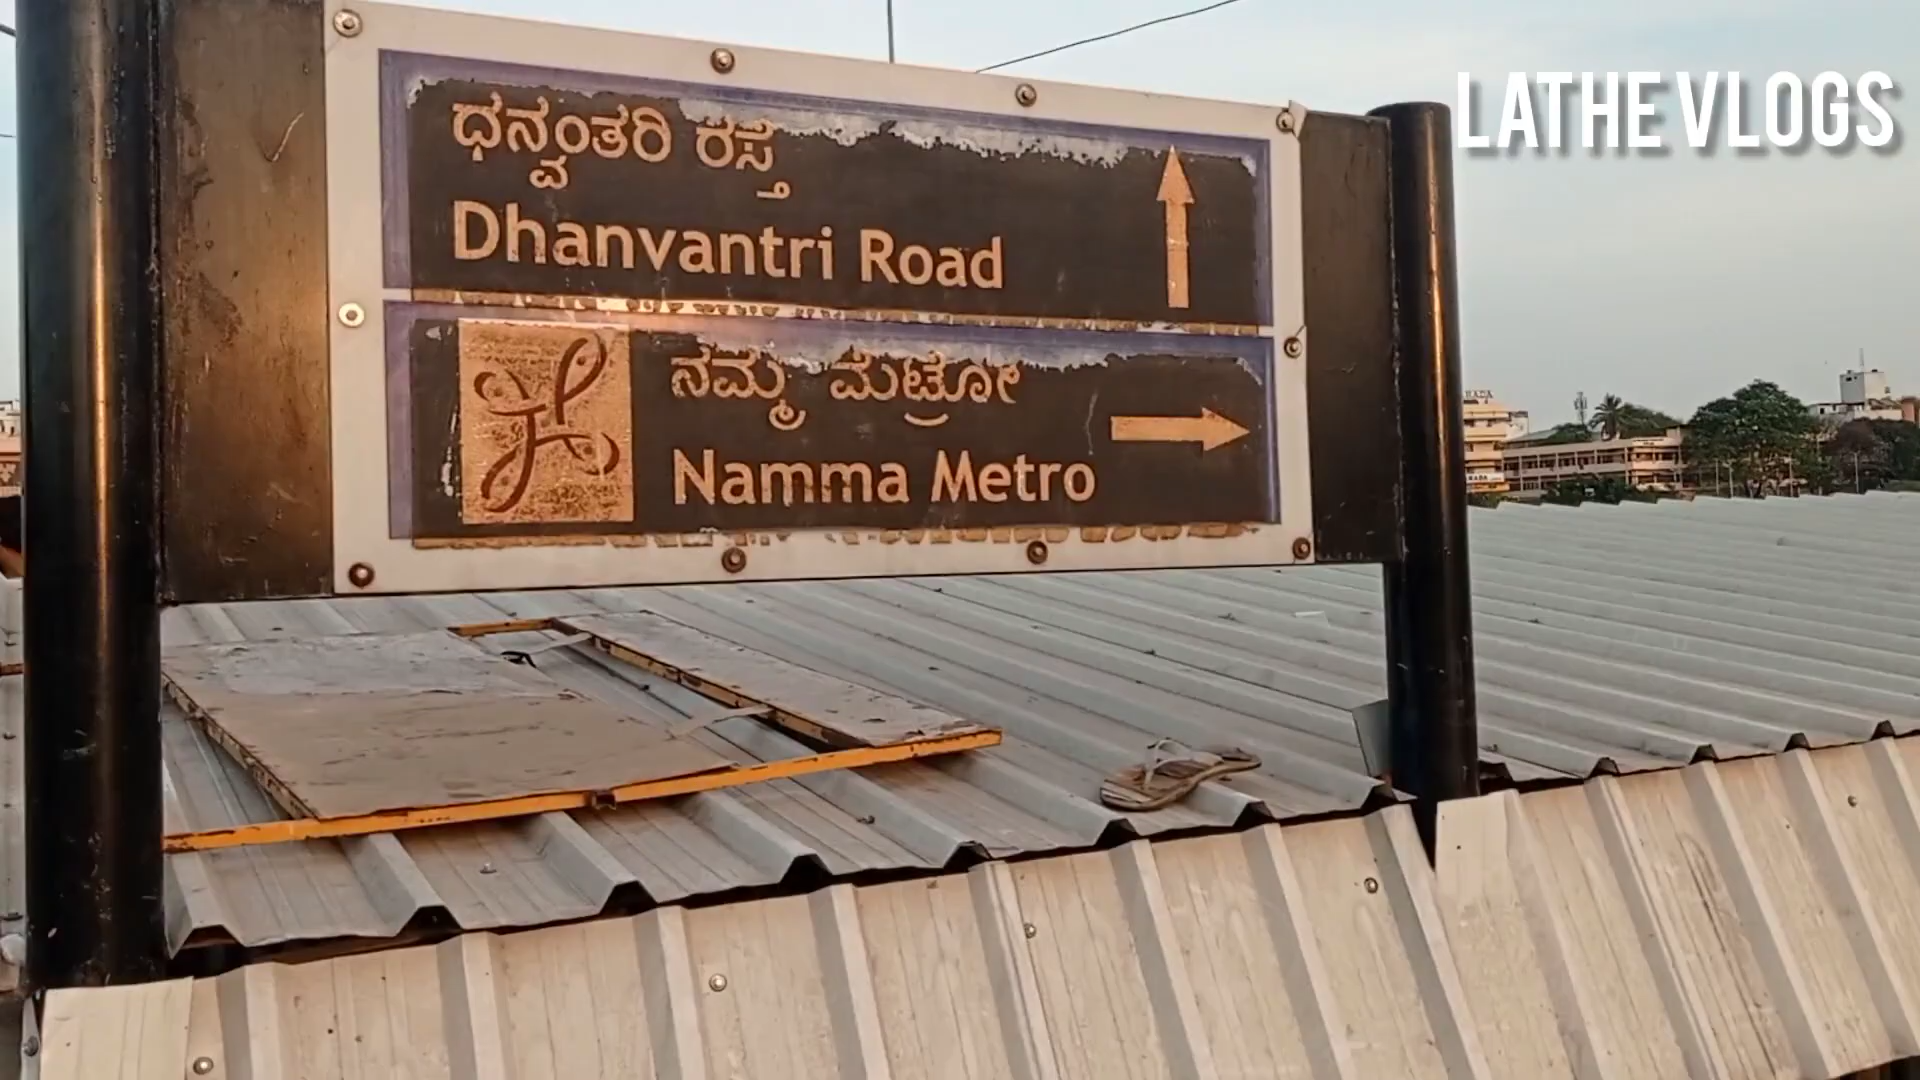 LATHE VLOGS
ಧನ್ವಂತರಿ ರಸ್ತೆ
Dhanvantri Road
ನಮ್ಮ ಮೆಟ್ರೋ
Namma Metro